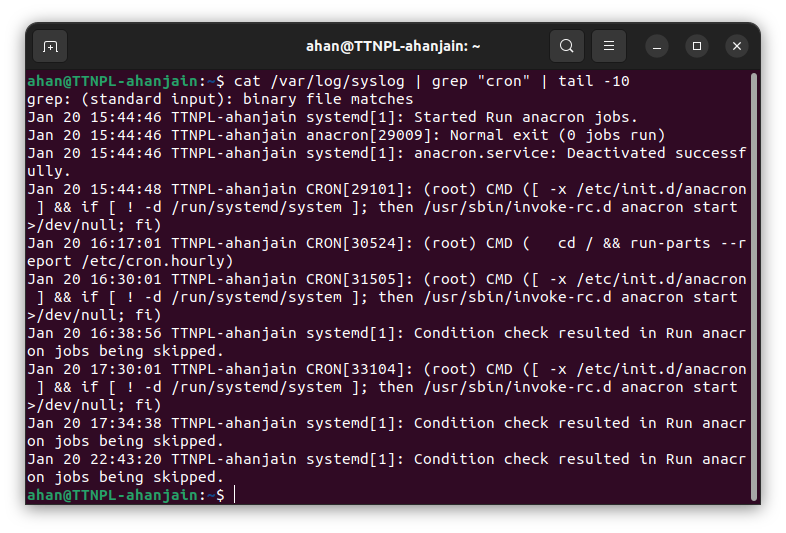 ahan@TTNPL-ahanjain: ~
ahan@TTNPL-ahanjain:~$ cat /var/log/syslog | grep "cron" | tail -10
grep: (standard input): binary file matches
Jan 20 15:44:46 TTNPL-ahanjain systemd[1]: Started Run anacron jobs.
Jan 20 15:44:46 TTNPL-ahanjain anacron[29009]: Normal exit (0 jobs run)
Jan 20 15:44:46 TTNPL-ahanjain systemd[1]: anacron.service: Deactivated successf
ully.
Jan 20 15:44:48 TTNPL-ahanjain CRON[29101]: (root) CMD ([ -x /etc/init.d/anacron
 ] && if [ ! -d /run/systemd/system ]; then /usr/sbin/invoke-rc.d anacron start 
>/dev/null; fi)
Jan 20 16:17:01 TTNPL-ahanjain CRON[30524]: (root) CMD (   cd / && run-parts --r
eport /etc/cron.hourly)
Jan 20 16:30:01 TTNPL-ahanjain CRON[31505]: (root) CMD ([ -x /etc/init.d/anacron
 ] && if [ ! -d /run/systemd/system ]; then /usr/sbin/invoke-rc.d anacron start 
>/dev/null; fi)
Jan 20 16:38:56 TTNPL-ahanjain systemd[1]: Condition check resulted in Run anacr
on jobs being skipped.
Jan 20 17:30:01 TTNPL-ahanjain CRON[33104]: (root) CMD ([ -x /etc/init.d/anacron
 ] && if [ ! -d /run/systemd/system ]; then /usr/sbin/invoke-rc.d anacron start 
>/dev/null; fi)
Jan 20 17:34:38 TTNPL-ahanjain systemd[1]: Condition check resulted in Run anacr
on jobs being skipped.
Jan 20 22:43:20 TTNPL-ahanjain systemd[1]: Condition check resulted in Run anacr
on jobs being skipped.
ahan@TTNPL-ahanjain:~$